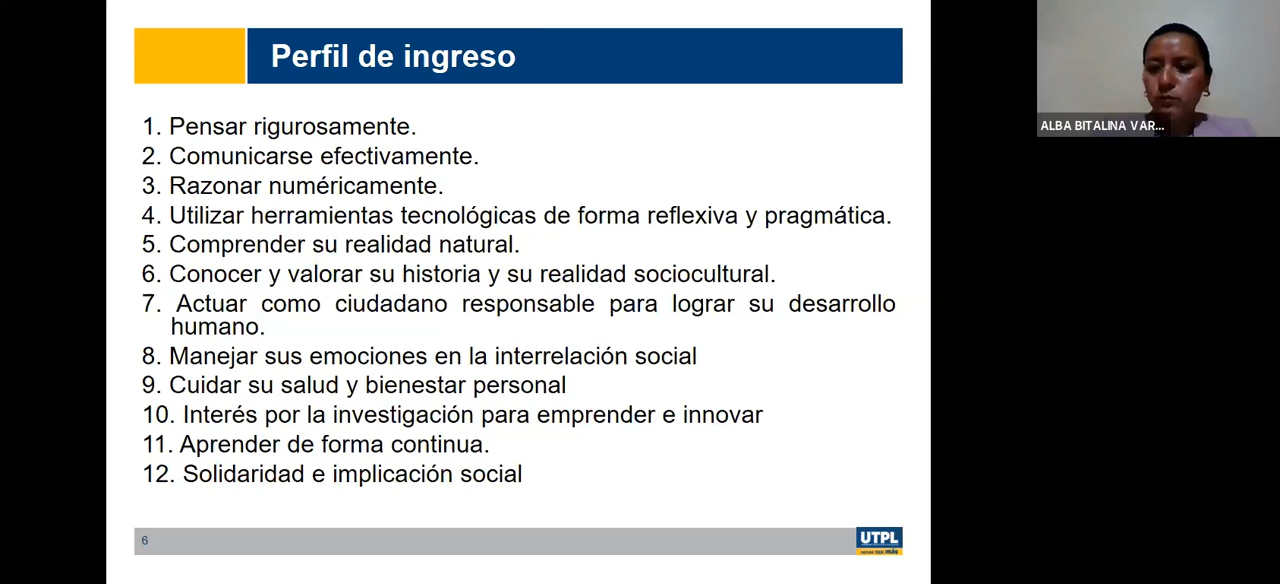 Perfil de ingreso
1. Pensar rigurosamente.
2. Comunicarse efectivamente.
3. Razonar numéricamente.
4. Utilizar herramientas tecnológicas de forma reflexiva y pragmática.
5. Comprender su realidad natural.
6. Conocer y valorar su historia y su realidad sociocultural.
7. Actuar como ciudadano responsable para lograr su desarrollo
humano.
8. Manejar sus emociones en la interrelación social
9. Cuidar su salud y bienestar personal
10. Interés por la investigación para emprender e innovar
11. Aprender de forma continua.
12. Solidaridad e implicación social
6
UTPL
ALBA BITALINA VAR...